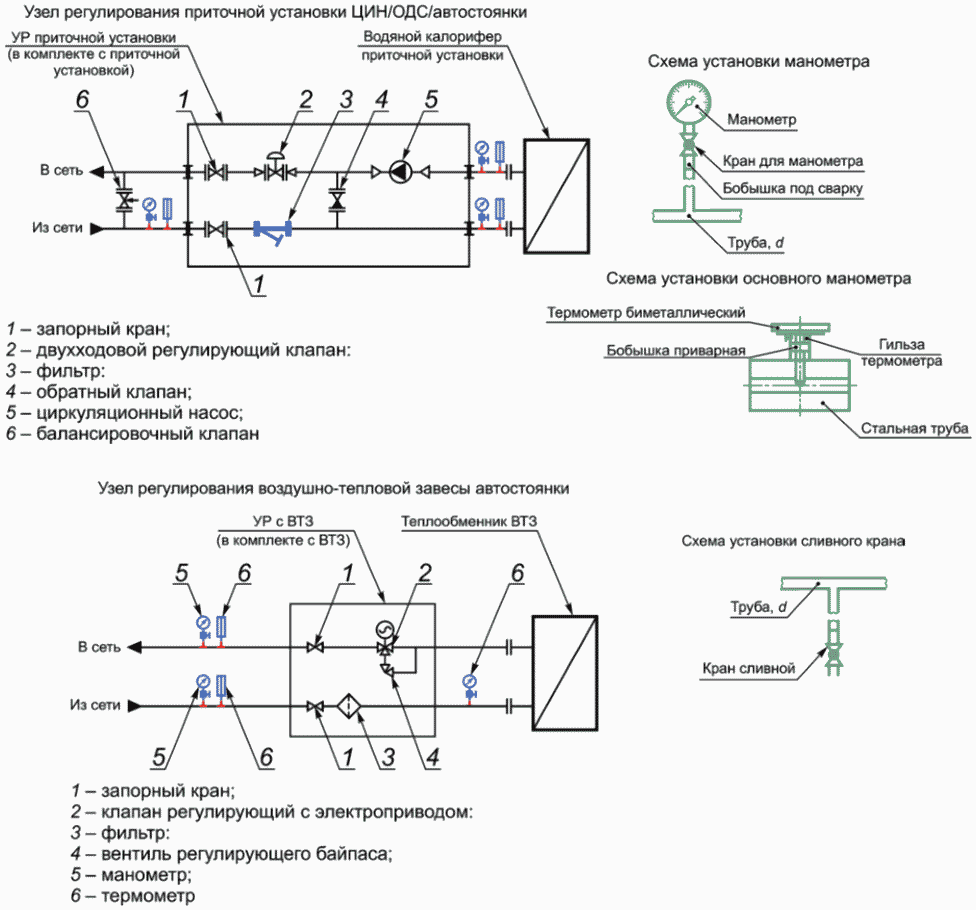 Узел регулирования приточной установки ЦИН/ОДС/автостоянки
УР приточной установки
(в комплекте с приточной
установкой)
Водяной калорифер
приточной установки
6
1
2
3
4
5
В сеть
Из сети
1
1 – запорный кран;
2 – двухходовой регулирующий клапан:
3 – фильтр:
4 – обратный клапан;
5 – циркуляционный насос;
6 – балансировочный клапан
Схема установки манометра
Манометр
Кран для манометра
Бобышка под сварку
Труба, d
Схема установки основного манометра
Термометр биметаллический
Бобышка приварная
Гильза
термометра
Стальная труба
Узел регулирования воздушно-тепловой завесы автостоянки
УР с ВТЗ
(в комплекте с ВТЗ)
Теплообменник ВТЗ
5
6
1
2
6
В сеть
Из сети
5
6
1
3
4
1 – запорный кран;
2 – клапан регулирующий с электроприводом:
3 – фильтр:
4 – вентиль регулирующего байпаса;
5 – манометр;
6 – термометр
Схема установки сливного крана
Труба, d
Кран сливной